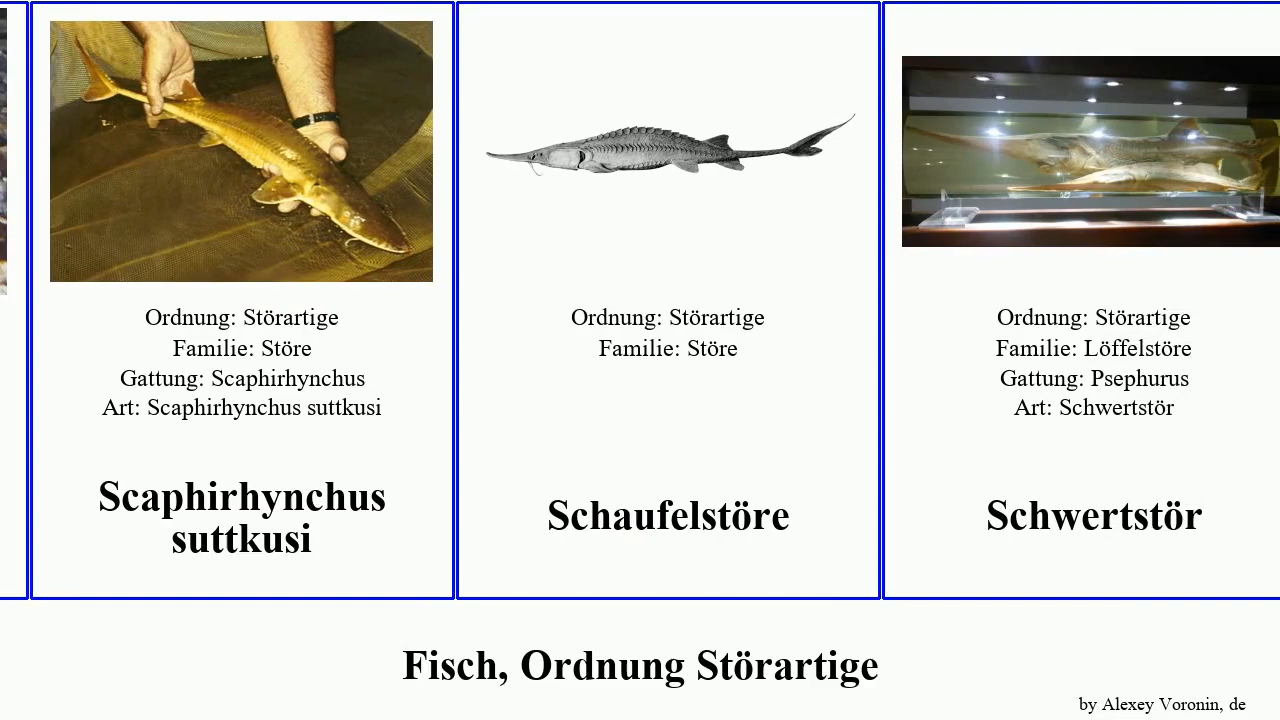 Ordnung: Störartige
Familie: Störe
Gattung: Scaphirhynchus
Art: Scaphirhynchus suttkusi
Scaphirhynchus
suttkusi
Ordnung: Störartige
Familie: Störe
Schaufelstöre
Ordnung: Störartige
Familie: Löffelstöre
Gattung: Psephurus
Art: Schwertstör
Schwertstör
Fisch, Ordnung Störartige
by Alexey Voronin, de